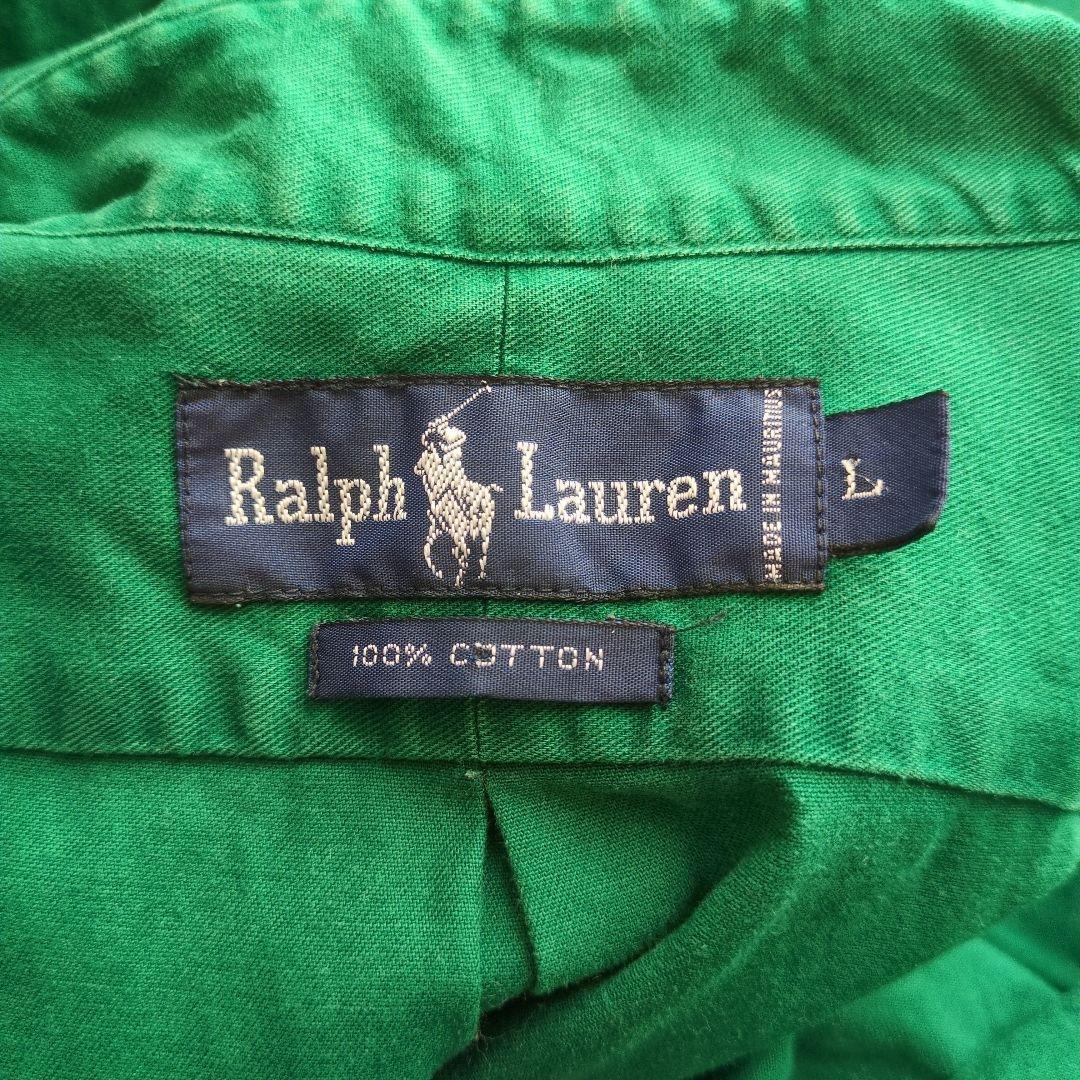 Ralph Lauren
MADE IN MAURITIUS
L
100% COTTON